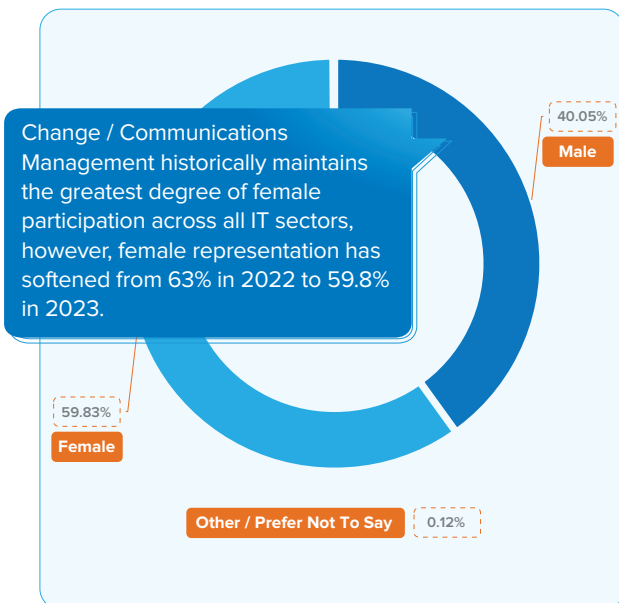 40.05%
Male
Change / Communications
Management historically maintains
the greatest degree of female
participation across all IT sectors,
however, female representation has
softened from 63% in 2022 to 59.8%
in 2023.
59.83%
Female
Other / Prefer Not To Say 0.12%